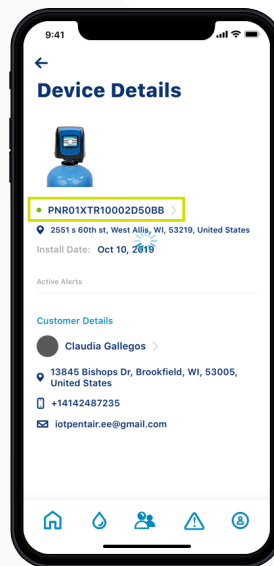 9:41
Device Details
PNR01XTR10002D50BB
2551 s 60th st, West Allis, WI, 53219, United States
Install Date: Oct 10, 2019
Active Alerts
Customer Details
Claudia Gallegos
13845 Bishops Dr, Brookfield, WI, 53005,
United States
+14142487235
iotpentair.ee@gmail.com